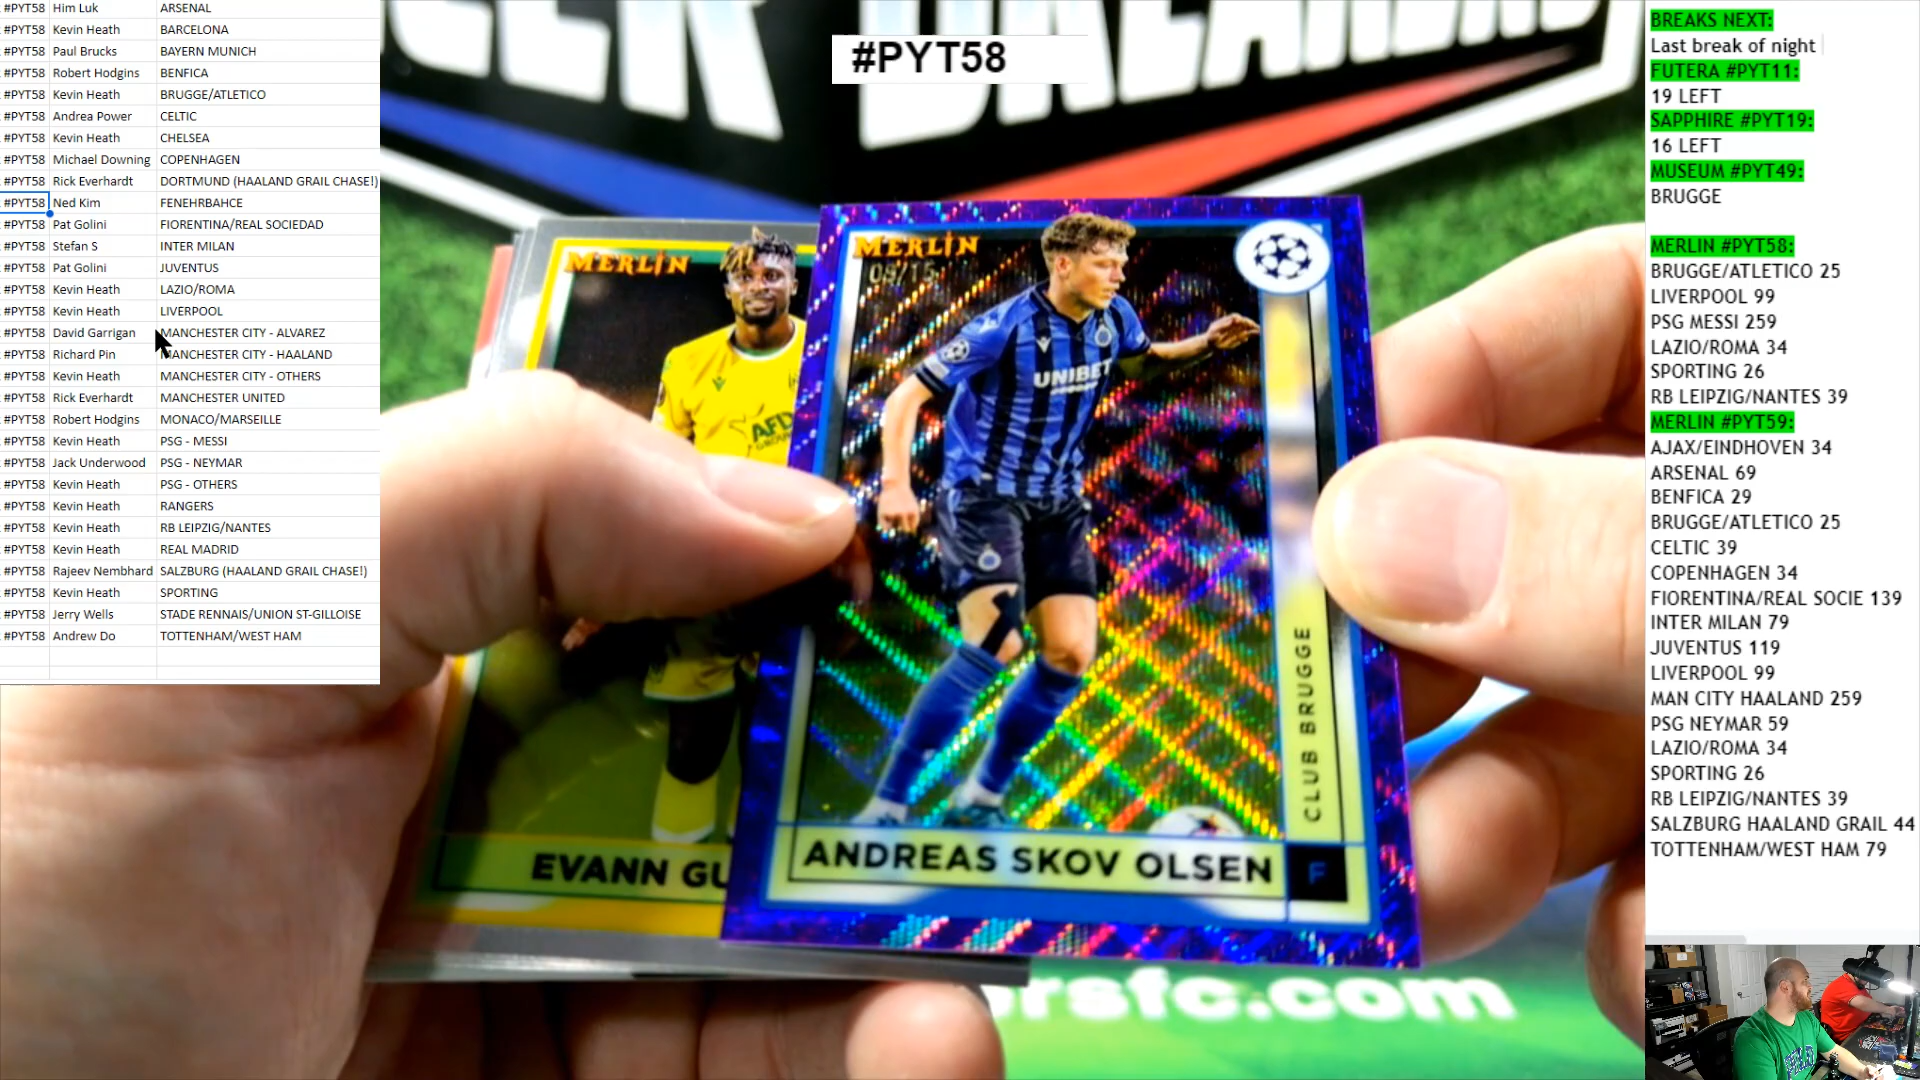 #PYT58 Him Luk ARSENAL
#PYT58 Kevin Heath BARCELONA
#PYT58 Paul Brucks BAYERN MUNICH
#PYT58 Robert Hodgins BENFICA
#PYT58 Kevin Heath BRUGGE/ATLETICO
#PYT58 Andrea Power CELTIC
#PYT58 Kevin Heath CHELSEA
#PYT58 Michael Downing COPENHAGEN
#PYT58 Rick Everhardt DORTMUND (HAALAND GRAIL CHASE!)
#PYT58 Ned Kim FENEHRBAHCE
#PYT58 Pat Golini FIORENTINA/REAL SOCIEDAD
#PYT58 Stefan S INTER MILAN
#PYT58 Pat Golini JUVENTUS
#PYT58 Kevin Heath LAZIO/ROMA
#PYT58 Kevin Heath LIVERPOOL
#PYT58 David Garrigan MANCHESTER CITY - ALVAREZ
#PYT58 Richard Pin MANCHESTER CITY - HAALAND
#PYT58 Kevin Heath MANCHESTER CITY - OTHERS
#PYT58 Rick Everhardt MANCHESTER UNITED
#PYT58 Robert Hodgins MONACO/MARSEILLE
#PYT58 Kevin Heath PSG - MESSI
#PYT58 Jack Underwood PSG - NEYMAR
#PYT58 Kevin Heath PSG - OTHERS
#PYT58 Kevin Heath RANGERS
#PYT58 Kevin Heath RB LEIPZIG/NANTES
#PYT58 Kevin Heath REAL MADRID
#PYT58 Rajeev Nembhard SALZBURG (HAALAND GRAIL CHASE!)
#PYT58 Kevin Heath SPORTING
#PYT58 Jerry Wells STADE RENNAIS/UNION ST-GILLOISE
#PYT58 Andrew Do TOTTENHAM/WEST HAM
#PYT58
MERLIN
AFD
EVANN GU
MERLIN
UNIBET
CLUB BRUGGE
ANDREAS SKOV OLSEN F
ersfc.com
BREAKS NEXT:
Last break of night
FUTERA #PYT11:
19 LEFT
SAPPHIRE #PYT19:
16 LEFT
MUSEUM #PYT49:
BRUGGE
MERLIN #PYT58:
BRUGGE/ATLETICO 25
LIVERPOOL 99
PSG MESSI 259
LAZIO/ROMA 34
SPORTING 26
RB LEIPZIG/NANTES 39
MERLIN #PYT59:
AJAX/EINDHOVEN 34
ARSENAL 69
BENFICA 29
BRUGGE/ATLETICO 25
CELTIC 39
COPENHAGEN 34
FIORENTINA/REAL SOCIE 139
INTER MILAN 79
JUVENTUS 119
LIVERPOOL 99
MAN CITY HAALAND 259
PSG NEYMAR 59
LAZIO/ROMA 34
SPORTING 26
RB LEIPZIG/NANTES 39
SALZBURG HAALAND GRAIL 44
TOTTENHAM/WEST HAM 79